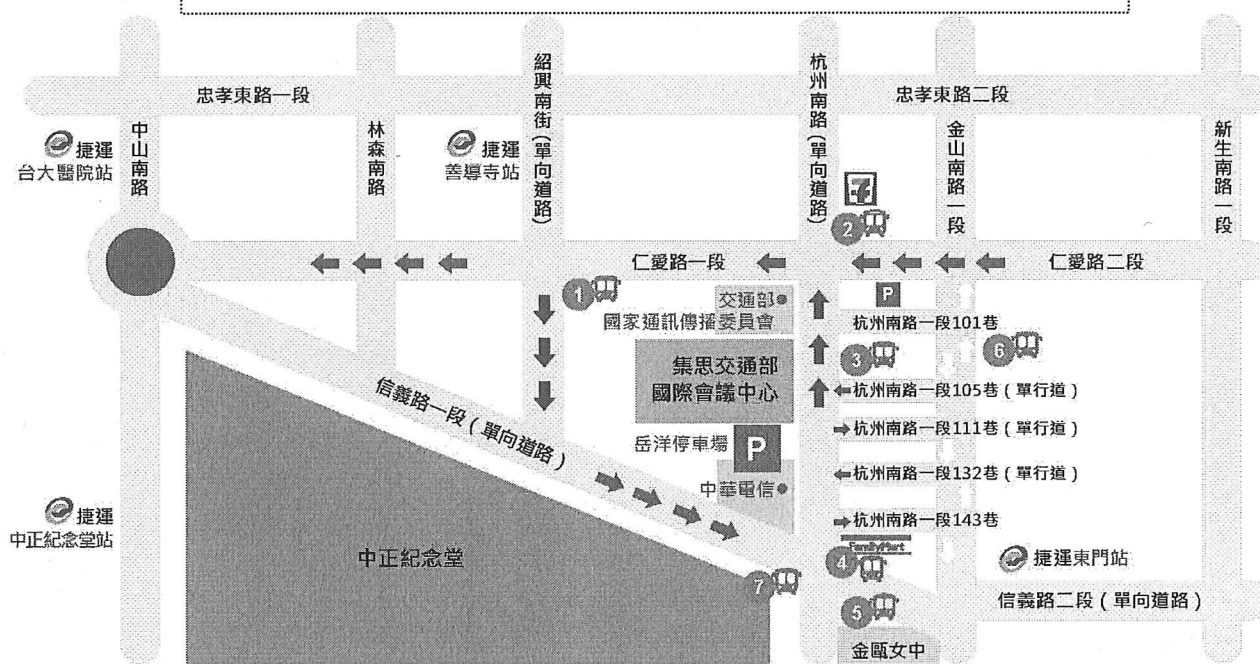 忠孝東路一段
忠孝東路二段
中山南路
林森南路
紹興南街(單向道路)
杭州南路(單向道路)
金山南路一段
新生南路一段
捷運
台大醫院站
捷運
善導寺站
7
2
仁愛路一段
仁愛路二段
1
交通部
國家通訊傳播委員會
P
杭州南路一段101巷
3
6
集思交通部
國際會議中心
杭州南路一段105巷(單行道)
信義路一段(單向道路)
杭州南路一段111巷(單行道)
岳洋停車場
P
杭州南路一段132巷(單行道)
中華電信
捷運
中正紀念堂站
杭州南路一段143巷
FamilyMart
中正紀念堂
4
捷運東門站
7
5
信義路二段(單向道路)
金甌女中